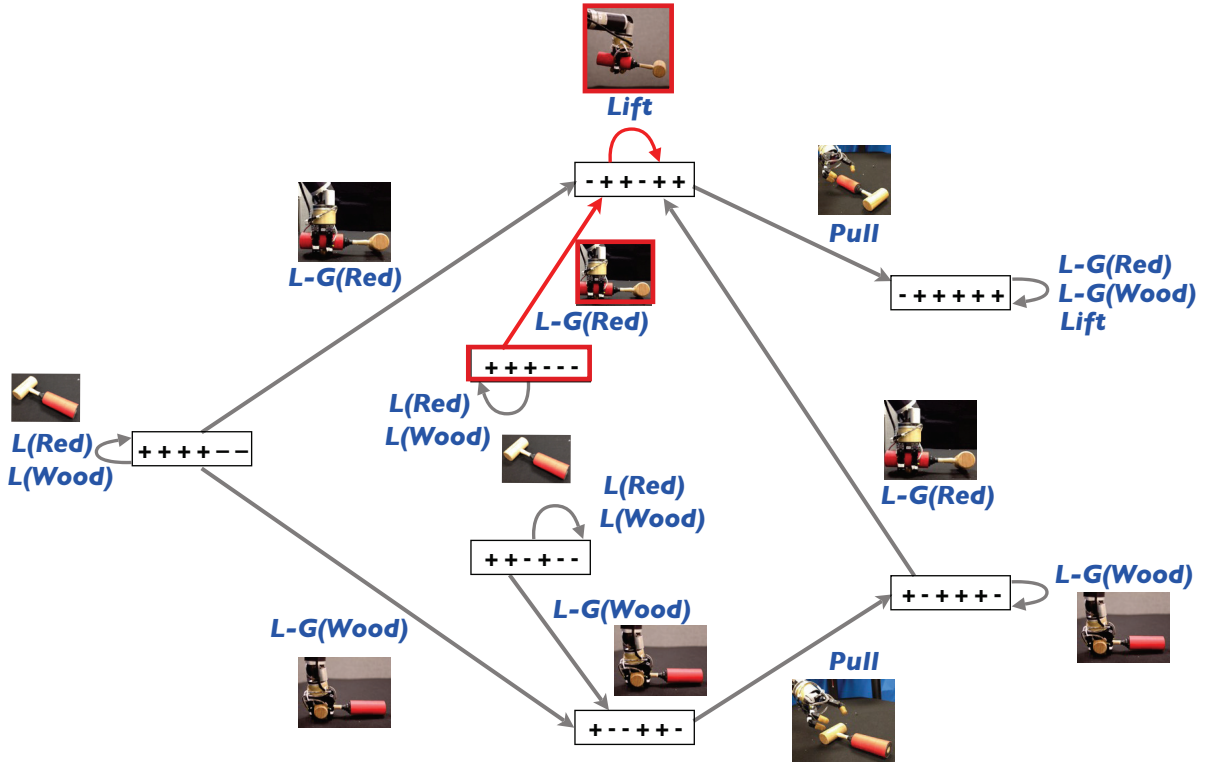 Lift
- + + - + +
L-G(Red)
Pull
L-G(Red)
- + + + + +
L-G(Wood)
Lift
L-G(Red)
+ + + - - -
L(Red)
L(Wood)
L(Red)
L(Wood)
+ + + + – –
L-G(Red)
L(Red)
L(Wood)
+ + - + - -
L-G(Wood)
+ - + + + -
L-G(Wood)
L-G(Wood)
Pull
+ - - + + -